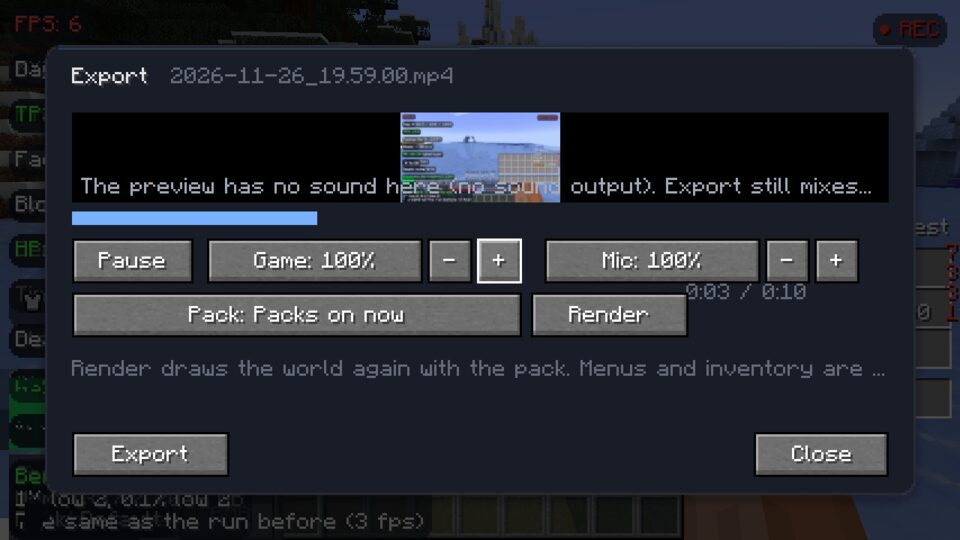 FPS: 6
REC
Export 2026-11-26_19.59.00.mp4
The preview has no sound here (no sound output). Export still mixes...
Pause
Game: 100%
-
+
Mic: 100%
-
+
0:03 / 0:10
Pack: Packs on now
Render
Render draws the world again with the pack. Menus and inventory are ...
Export
Close
same as the run before (3 fps)